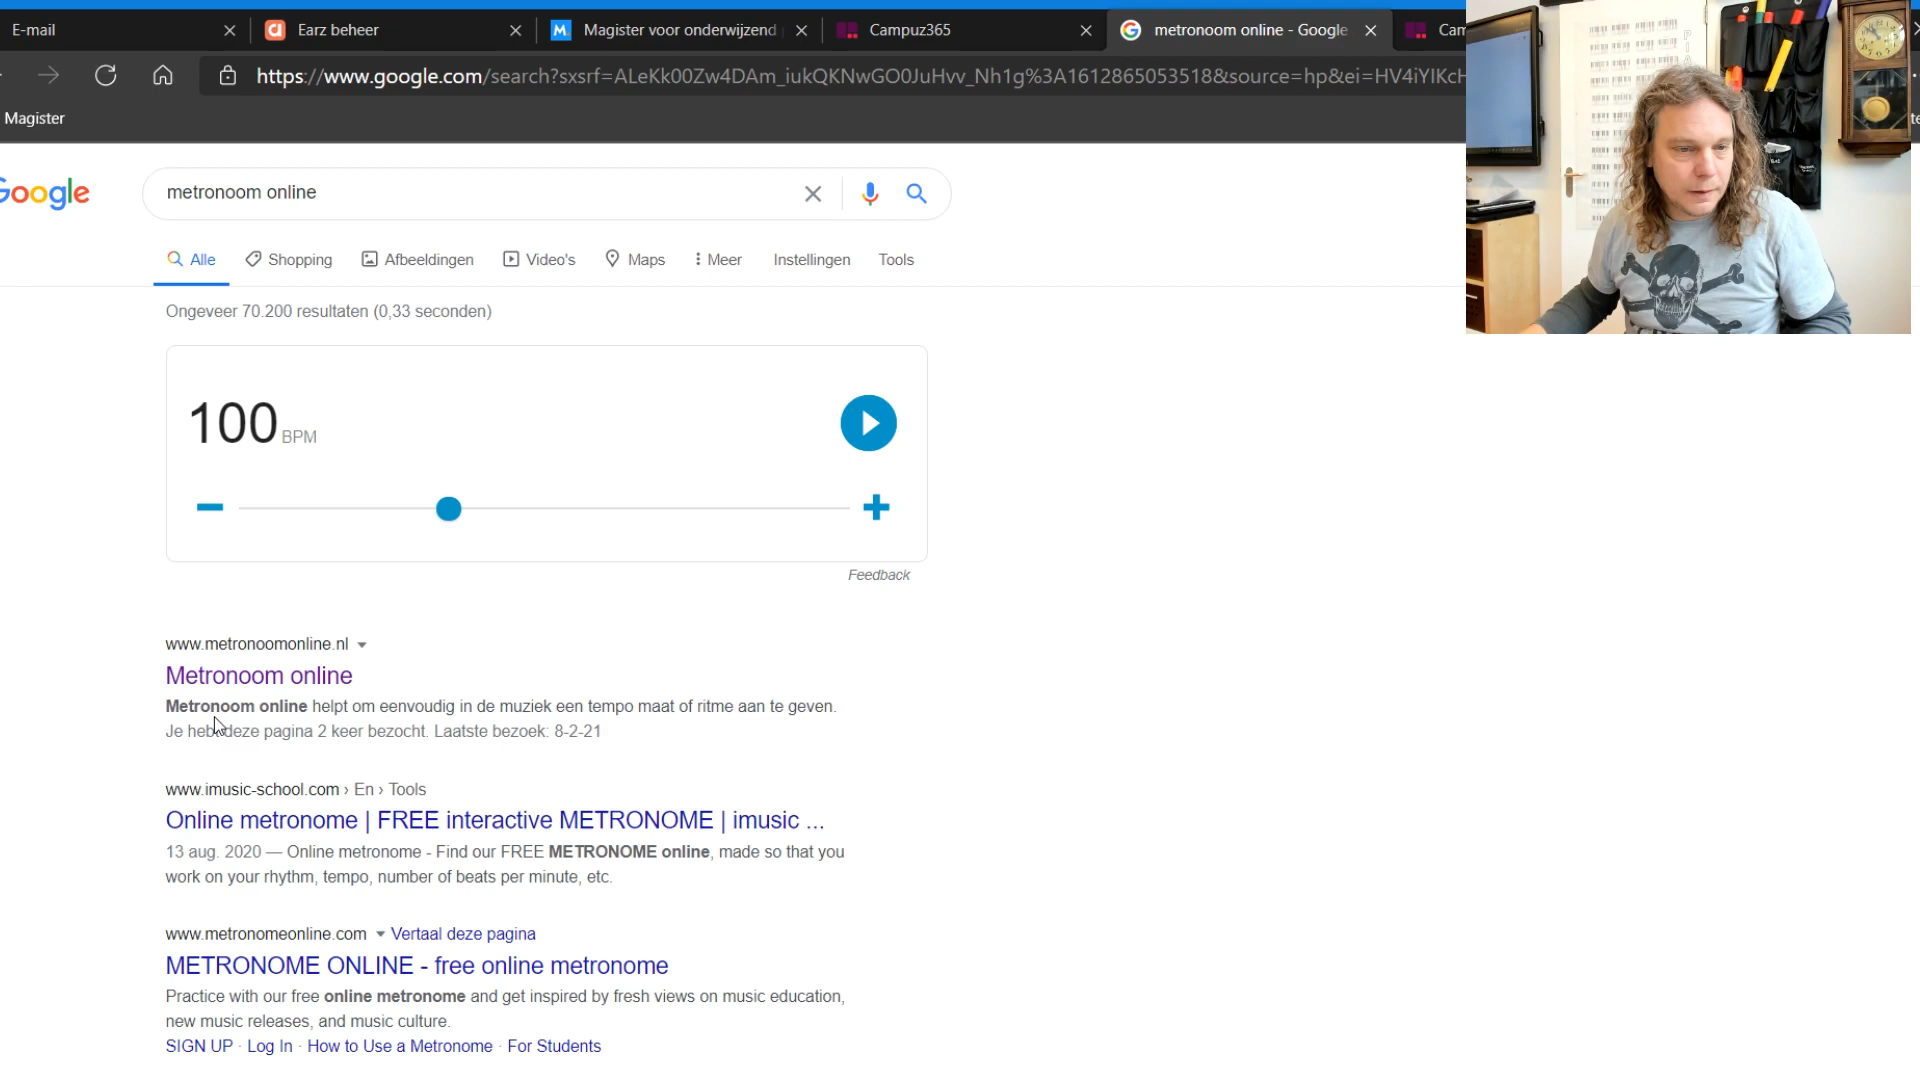 E-mail
Earz beheer
Magister voor onderwijzend
Campuz365
metronoom online - Google
Cam
https://www.google.com/search?sxsrf=ALeKk00Zw4DAm_iukQKNwGO0JuHvv_Nh1g%3A1612865053518&source=hp&ei=HV4iYIKcH
Magister
Google
metronoom online
Alle
Shopping
Afbeeldingen
Video's
Maps
Meer
Instellingen
Tools
Ongeveer 70.200 resultaten (0,33 seconden)
100 BPM
Feedback
www.metronoomonline.nl
Metronoom online
Metronoom online helpt om eenvoudig in de muziek een tempo maat of ritme aan te geven.
Je hebt deze pagina 2 keer bezocht. Laatste bezoek: 8-2-21
www.imusic-school.com › En › Tools
Online metronome | FREE interactive METRONOME | imusic ...
13 aug. 2020 — Online metronome - Find our FREE METRONOME online, made so that you
work on your rhythm, tempo, number of beats per minute, etc.
www.metronomeonline.com Vertaal deze pagina
METRONOME ONLINE - free online metronome
Practice with our free online metronome and get inspired by fresh views on music education,
new music releases, and music culture.
SIGN UP · Log In · How to Use a Metronome · For Students